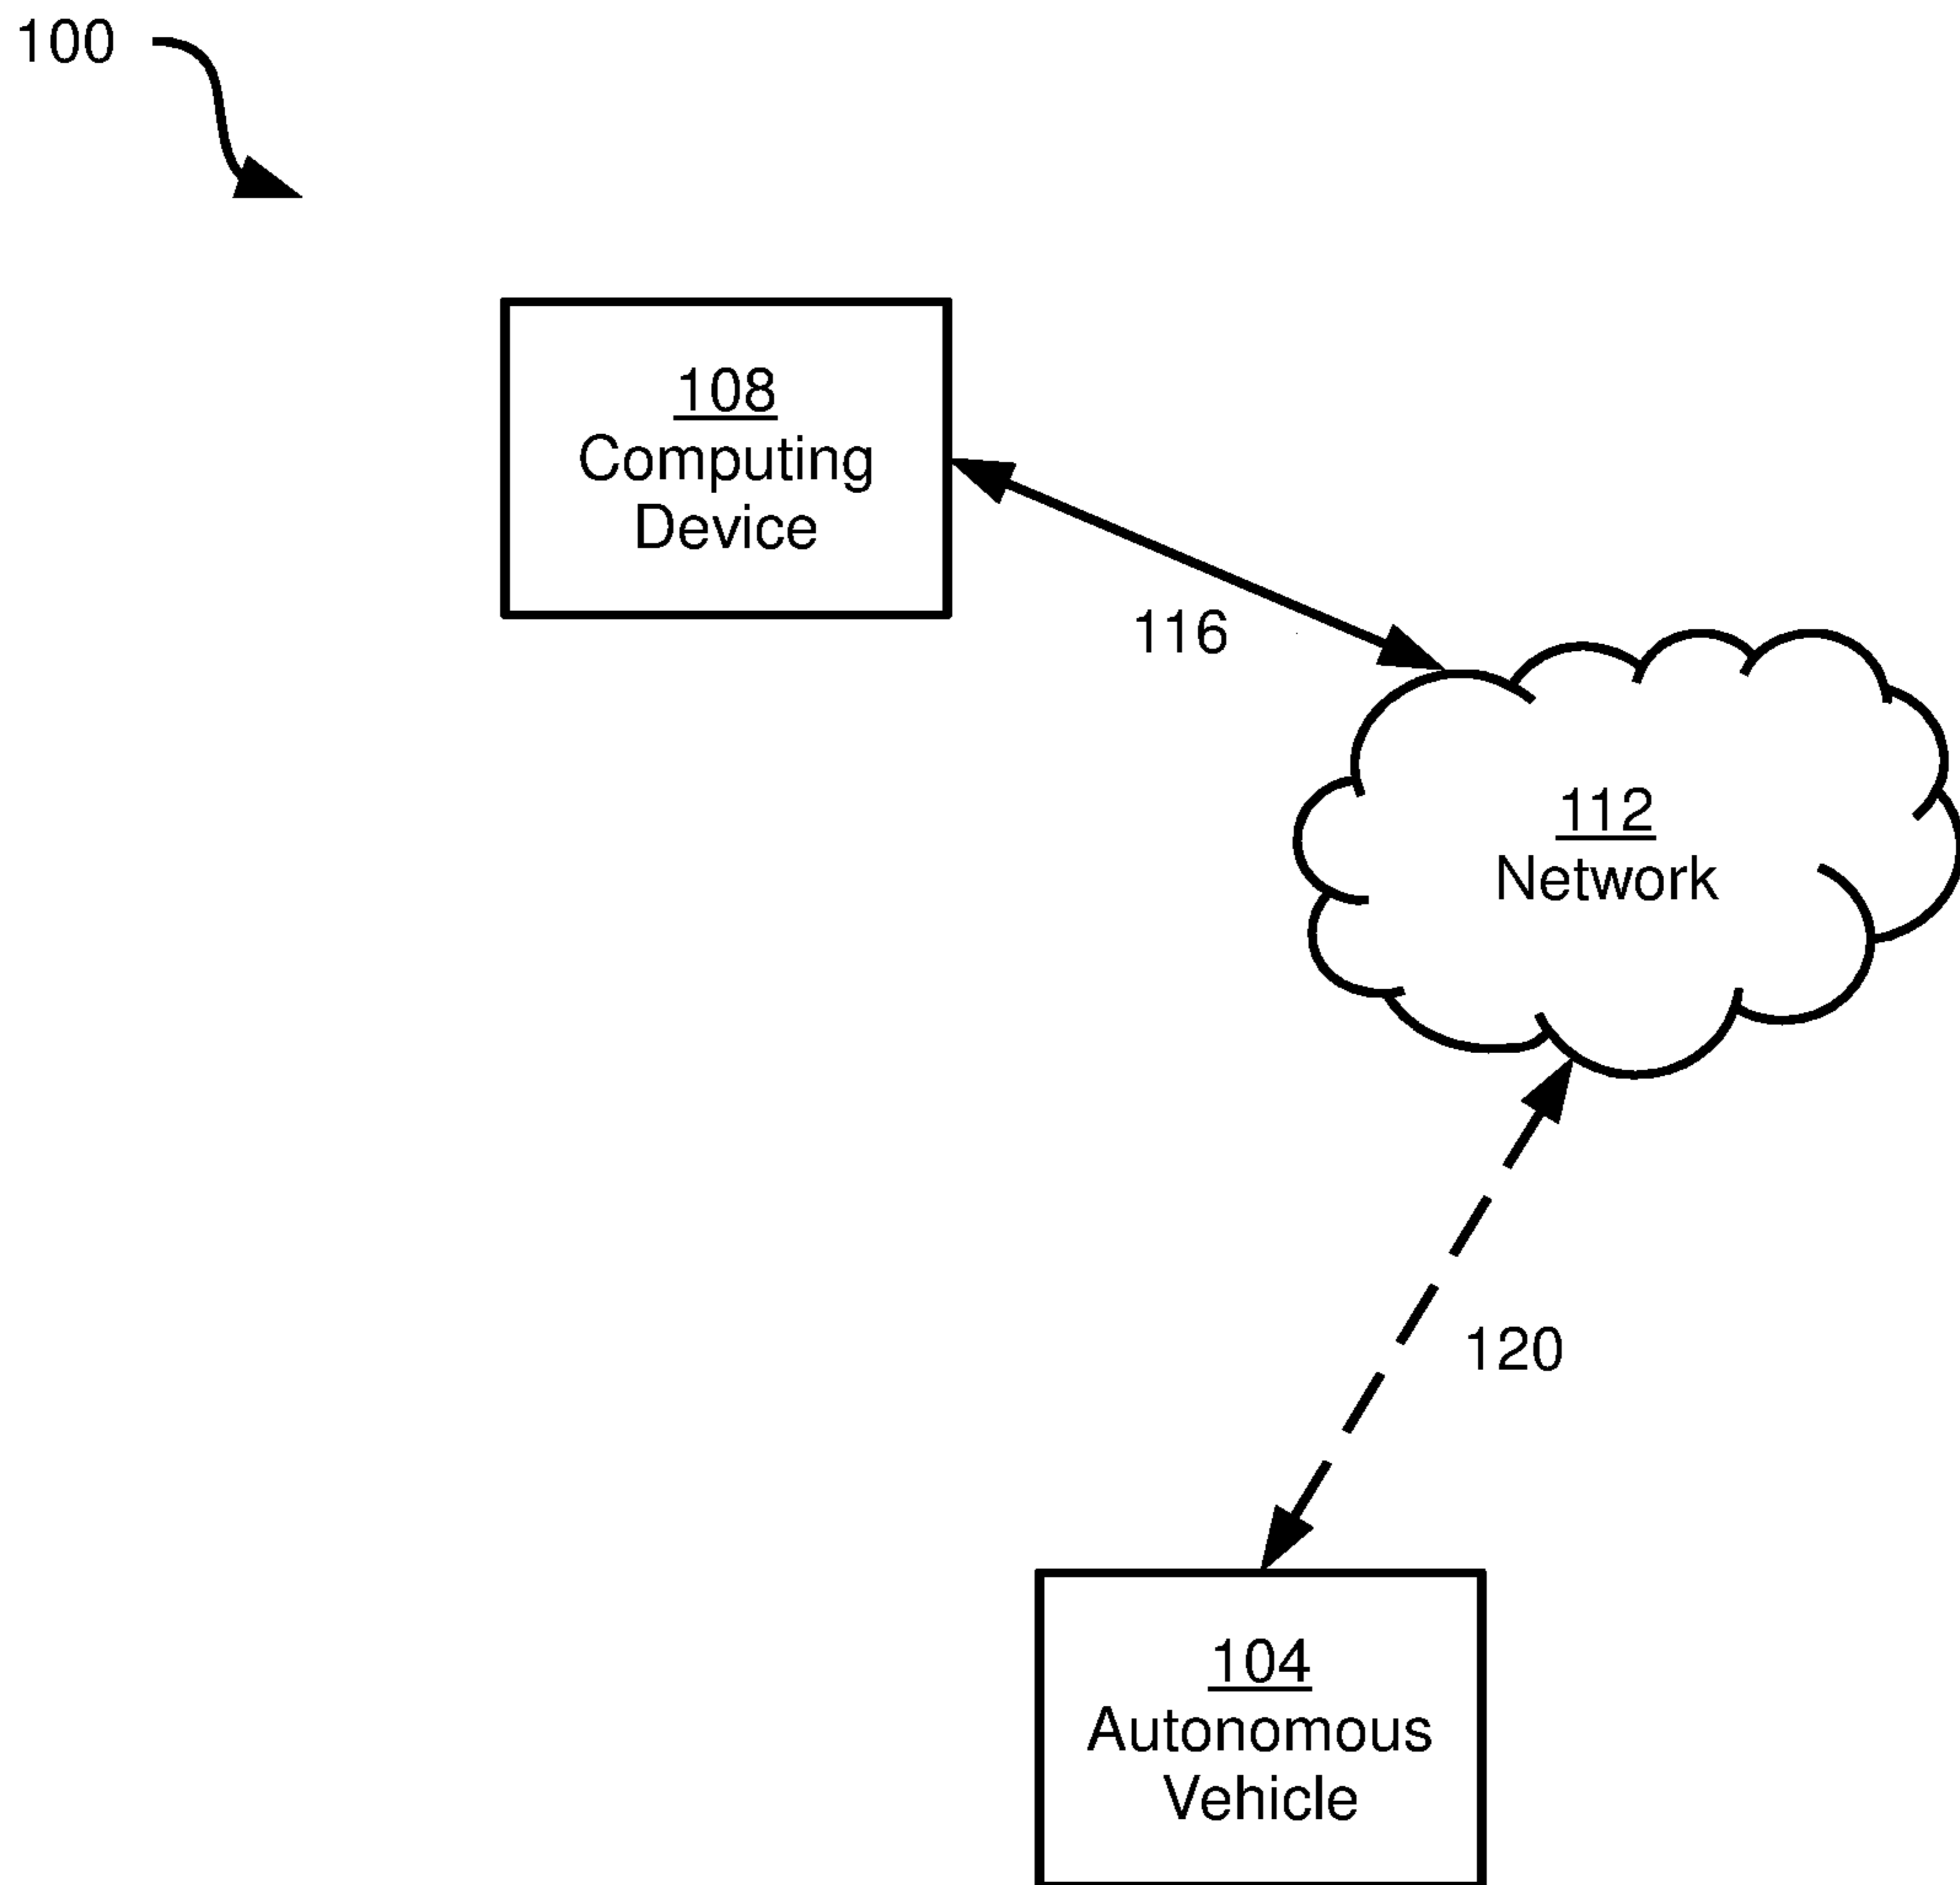 100
108
Computing
Device
116
112
Network
120
104
Autonomous
Vehicle